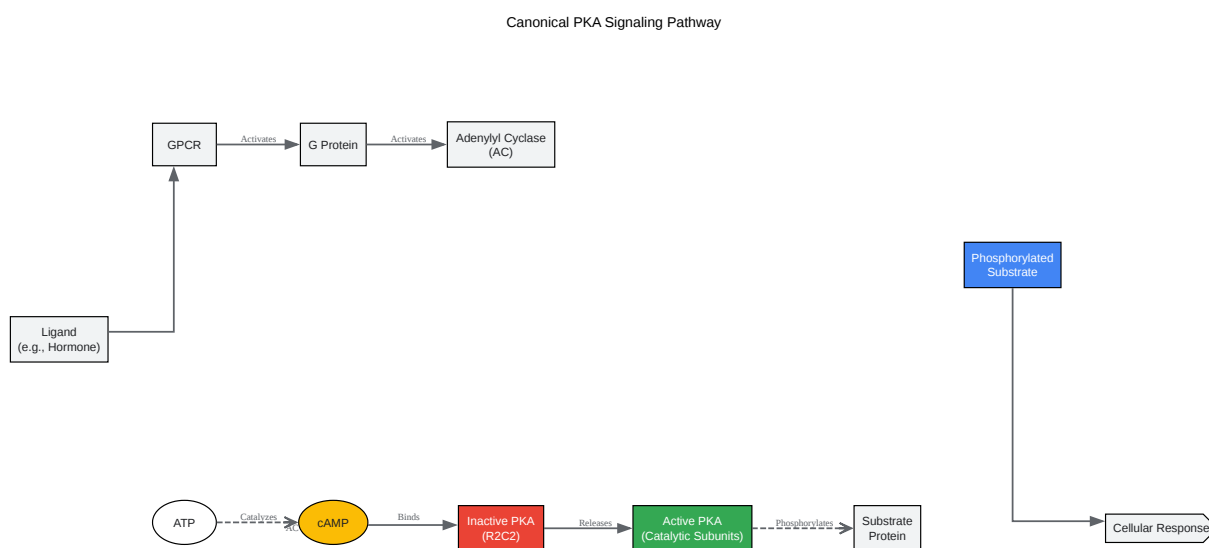 Canonical PKA Signaling Pathway
GPCR
Activates
G Protein
Activates
Adenylyl Cyclase
(AC)
Phosphorylated
Substrate
Ligand
(e.g., Hormone)
ATP
Catalyzes
AC
cAMP
Binds
Inactive PKA
(R2C2)
Releases
Active PKA
(Catalytic Subunits)
Phosphorylates
Substrate
Protein
Cellular Response